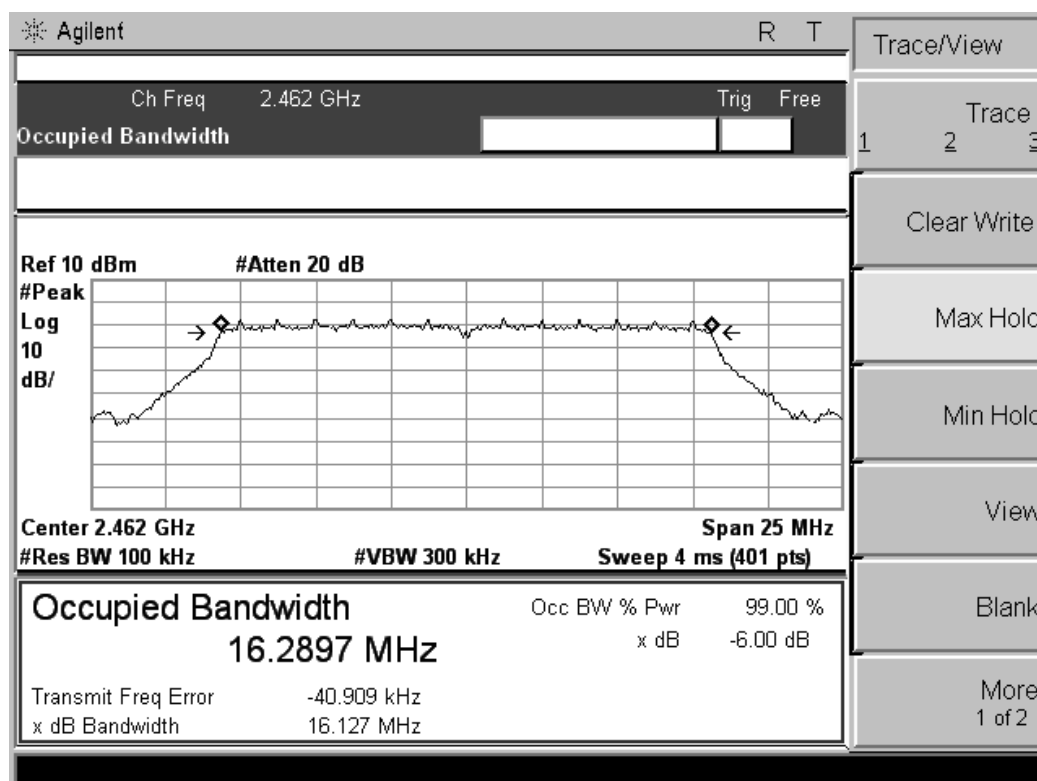 Agilent R T
Trace/View
Ch Freq 2.462 GHz Trig Free
Occupied Bandwidth
Trace
1 2 3
Clear Write
Max Hold
Min Hold
View
Blank
More
1 of 2
Ref 10 dBm #Atten 20 dB
#Peak
Log
10
dB/
Center 2.462 GHz Span 25 MHz
#Res BW 100 kHz #VBW 300 kHz Sweep 4 ms (401 pts)
Occupied Bandwidth Occ BW % Pwr 99.00 %
16.2897 MHz x dB -6.00 dB
Transmit Freq Error -40.909 kHz
x dB Bandwidth 16.127 MHz